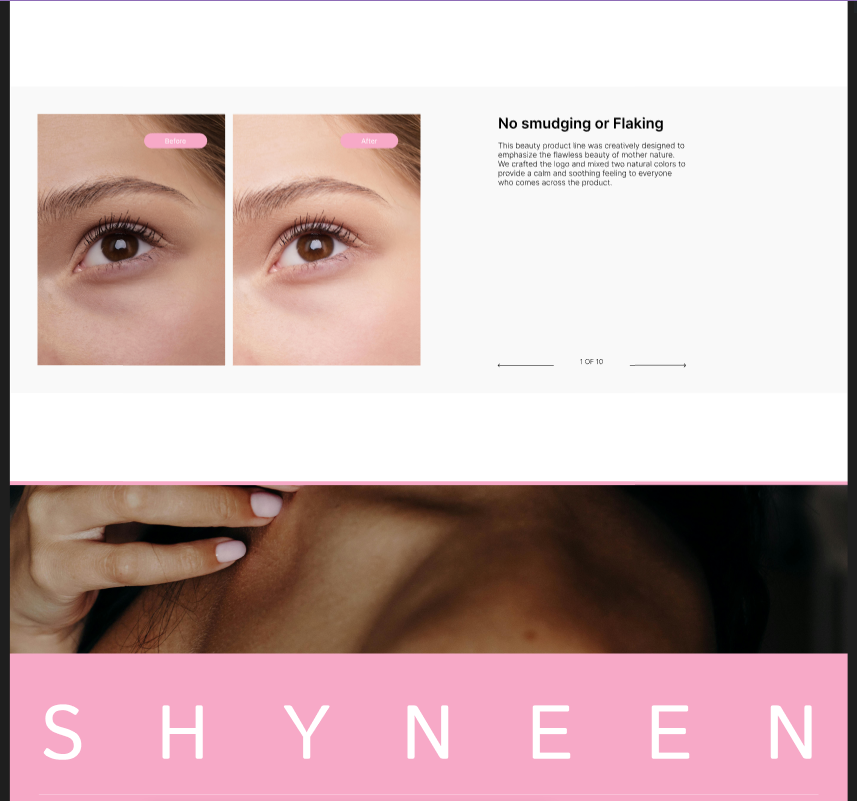 Before
After
No smudging or Flaking
This beauty product line was creatively designed to
emphasize the flawless beauty of mother nature.
We crafted the logo and mixed two natural colors to
provide a calm and soothing feeling to everyone
who comes across the product.
1 OF 10
SHYNEEN